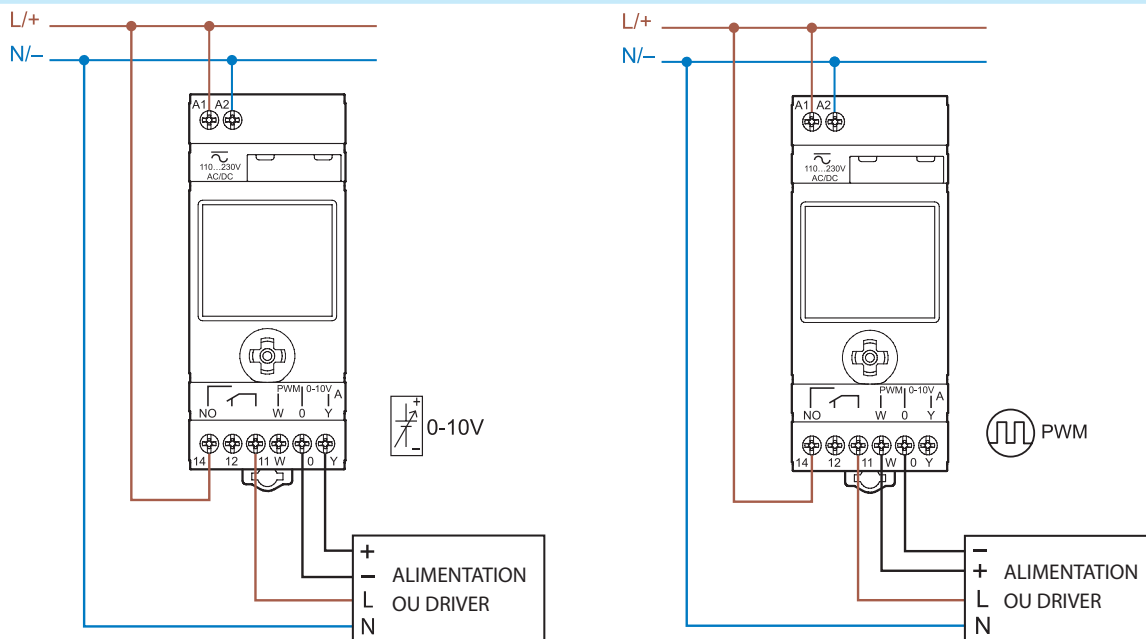 L/+
N/–
A1 A2
110...230V
AC/DC
PWM 0-10V A
NO W 0 Y
14 12 11 W 0 Y
0-10V
+
–
+
– ALIMENTATION
L OU DRIVER
N
L/+
N/–
A1 A2
110...230V
AC/DC
PWM 0-10V A
NO W 0 Y
14 12 11 W 0 Y
PWM
–
+ ALIMENTATION
L OU DRIVER
N